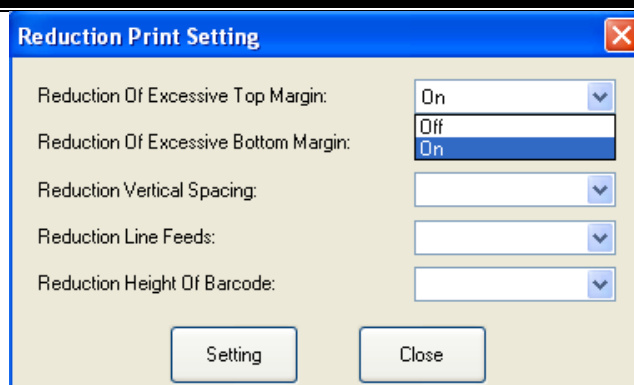 Reduction Print Setting
Reduction Of Excessive Top Margin: On
Off
Reduction Of Excessive Bottom Margin: On
Reduction Vertical Spacing:
Reduction Line Feeds:
Reduction Height Of Barcode:
Setting Close